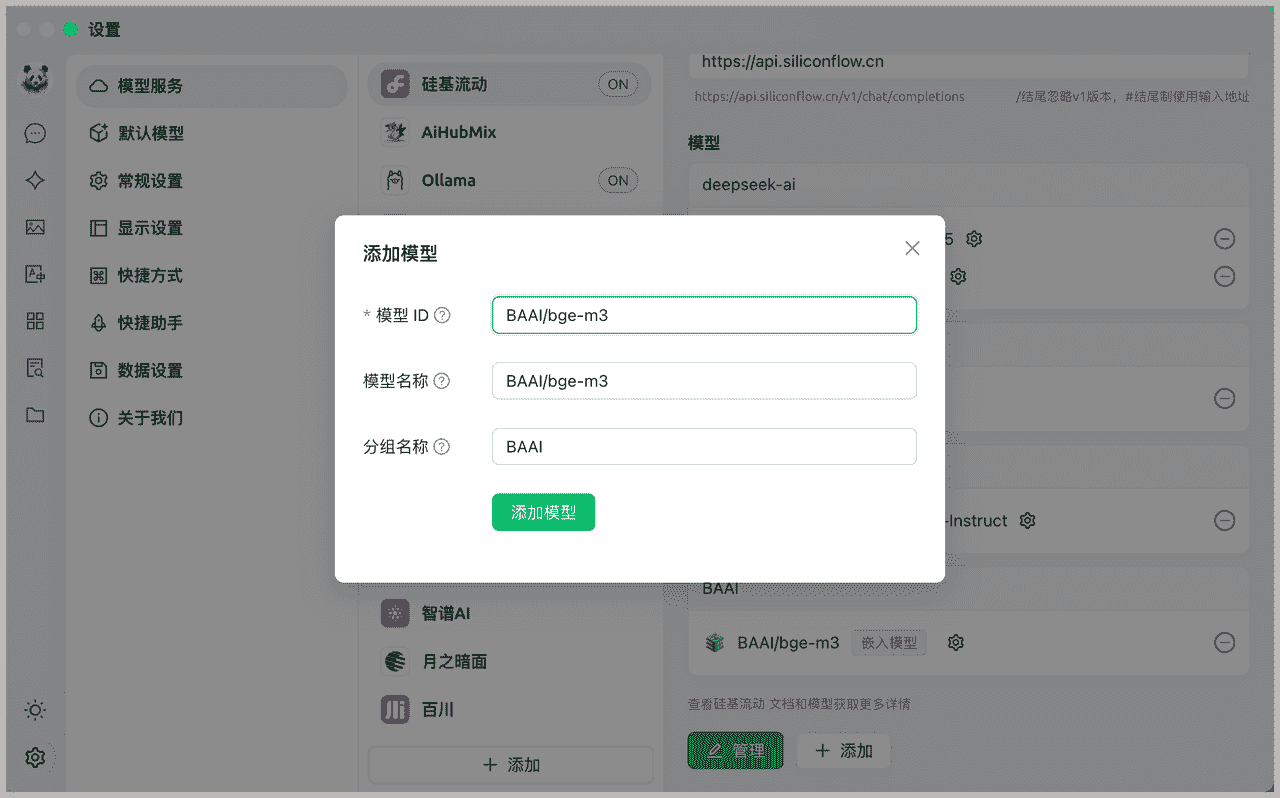 设置
模型服务
默认模型
常规设置
显示设置
快捷方式
快捷助手
数据设置
关于我们
硅基流动 ON
AiHubMix
Ollama ON
智谱AI
月之暗面
百川
添加
https://api.siliconflow.cn
https://api.siliconflow.cn/v1/chat/completions /结尾忽略v1版本，#结尾制使用输入地址
模型
deepseek-ai
5
-Instruct
BAAI
BAAI/bge-m3 嵌入模型
查看硅基流动 文档和模型获取更多详情
管理 添加
添加模型
* 模型 ID BAAI/bge-m3
模型名称 BAAI/bge-m3
分组名称 BAAI
添加模型